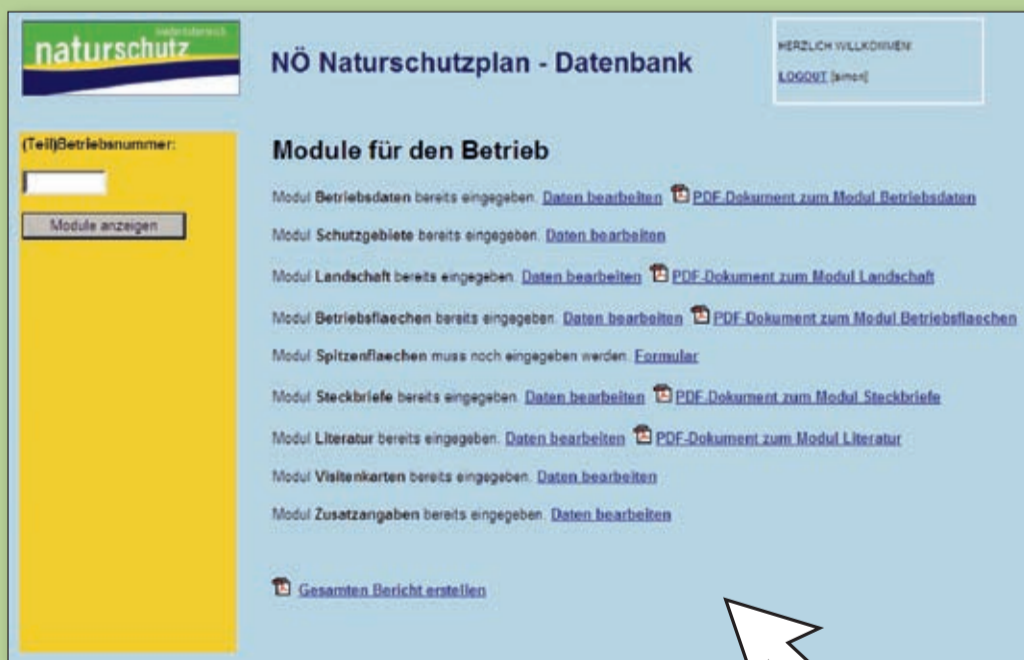 niederösterreich
naturschutz
NÖ Naturschutzplan - Datenbank
HERZLICH WILLKOMMEN!
LOGOUT [simon]
(Teil)Betriebsnummer:
Module anzeigen
Module für den Betrieb
Modul Betriebsdaten bereits eingegeben. Daten bearbeiten PDF-Dokument zum Modul Betriebsdaten
Modul Schutzgebiete bereits eingegeben. Daten bearbeiten
Modul Landschaft bereits eingegeben. Daten bearbeiten PDF-Dokument zum Modul Landschaft
Modul Betriebsflaechen bereits eingegeben. Daten bearbeiten PDF-Dokument zum Modul Betriebsflaechen
Modul Spitzenflaechen muss noch eingegeben werden. Formular
Modul Steckbriefe bereits eingegeben. Daten bearbeiten PDF-Dokument zum Modul Steckbriefe
Modul Literatur bereits eingegeben. Daten bearbeiten PDF-Dokument zum Modul Literatur
Modul Visitenkarten bereits eingegeben. Daten bearbeiten
Modul Zusatzangaben bereits eingegeben. Daten bearbeiten
Gesamten Bericht erstellen